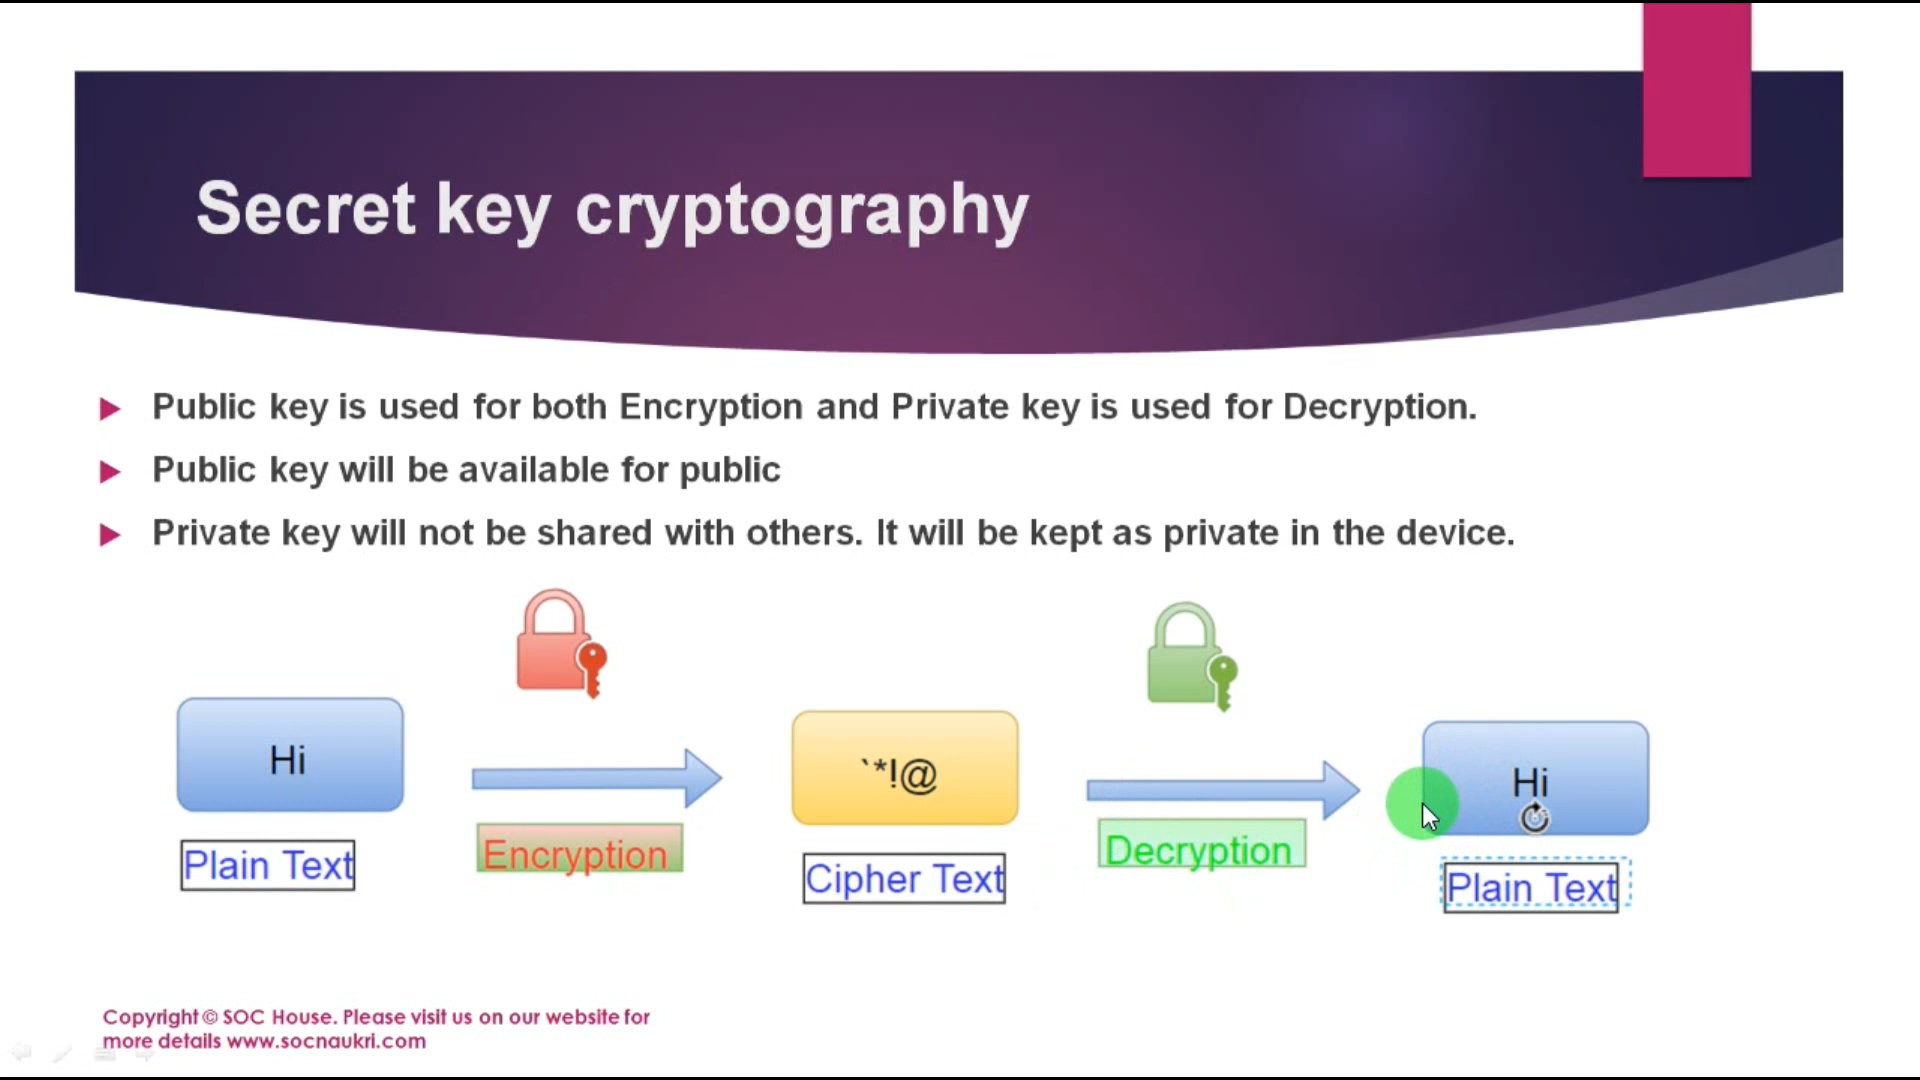 Secret key cryptography
Public key is used for both Encryption and Private key is used for Decryption.
Public key will be available for public
Private key will not be shared with others. It will be kept as private in the device.
Hi
`*!@
Hi
Plain Text
Encryption
Cipher Text
Decryption
Plain Text
Copyright © SOC House. Please visit us on our website for
more details www.socnaukri.com